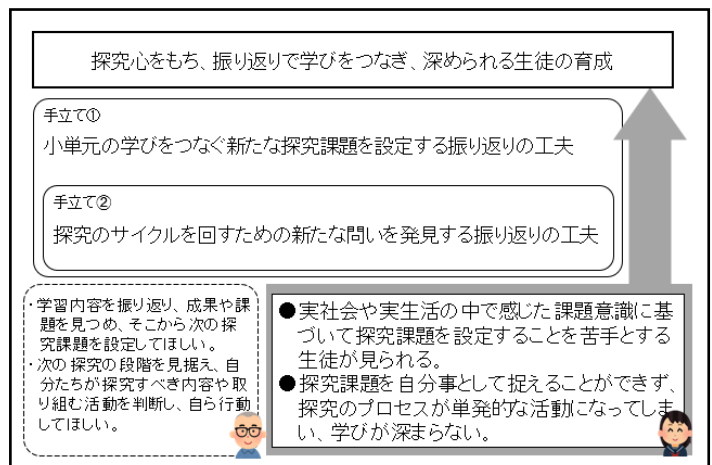 探究心をもち、振り返りで学びをつなぎ、深められる生徒の育成
手立て①
小単元の学びをつなぐ新たな探究課題を設定する振り返りの工夫
手立て②
探究のサイクルを回すための新たな問いを発見する振り返りの工夫
・学習内容を振り返り、成果や課
題を見つめ、そこから次の探
究課題を設定してほしい。
・次の探究の段階を見据え、自
分たちが探究すべき内容や取
り組む活動を判断し、自ら行動
してほしい。
●実社会や実生活の中で感じた課題意識に基
づいて探究課題を設定することを苦手とする
生徒が見られる。
●探究課題を自分事として捉えることができず、
探究のプロセスが単発的な活動になってしま
い、学びが深まらない。